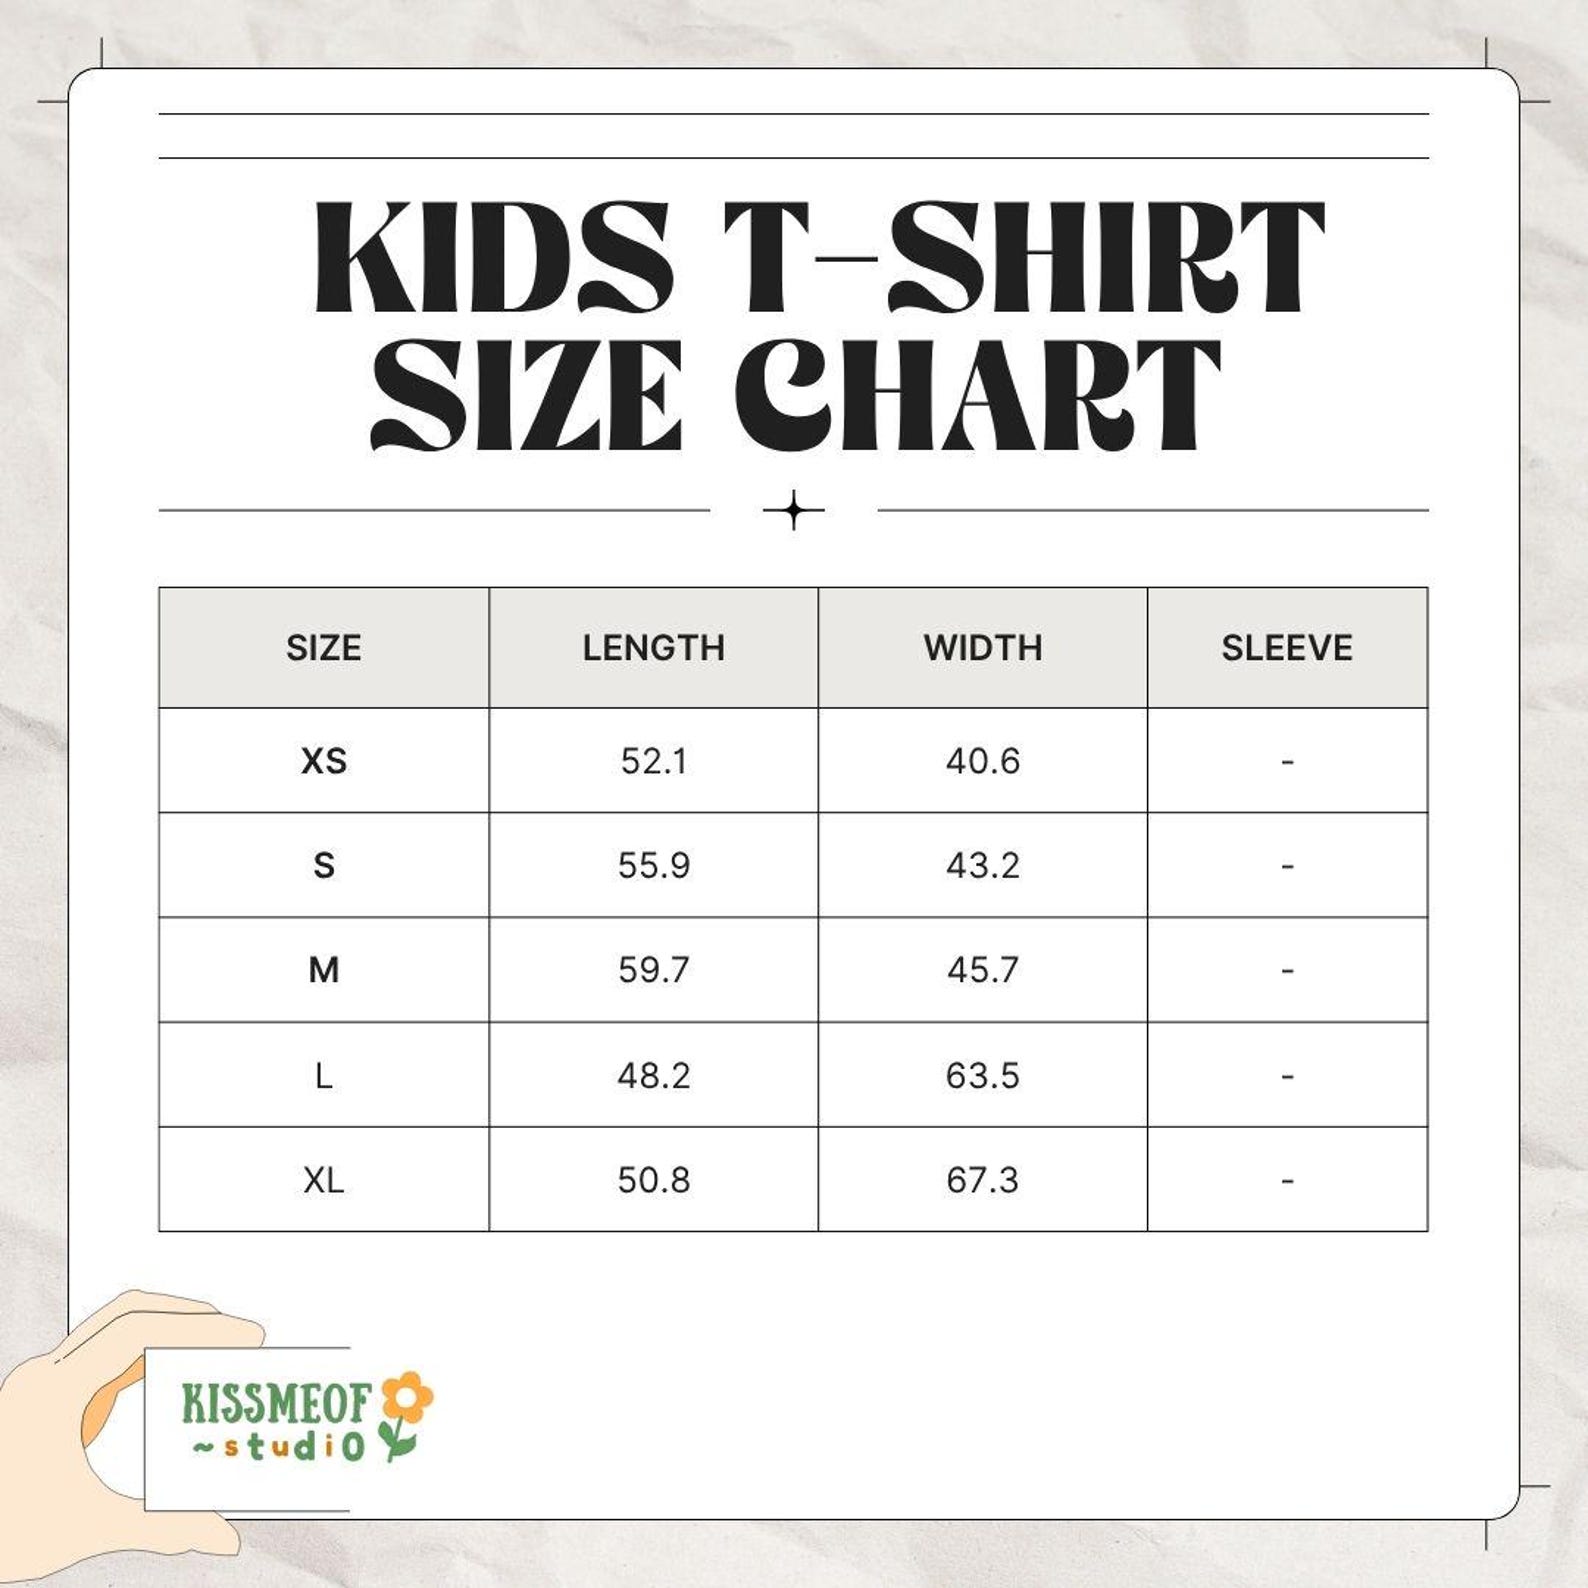 KIDS T-SHIRT
SIZE CHART
SIZE LENGTH WIDTH SLEEVE
XS 52.1 40.6 -
S 55.9 43.2 -
M 59.7 45.7 -
L 48.2 63.5 -
XL 50.8 67.3 -
KISSMEOF
~studio